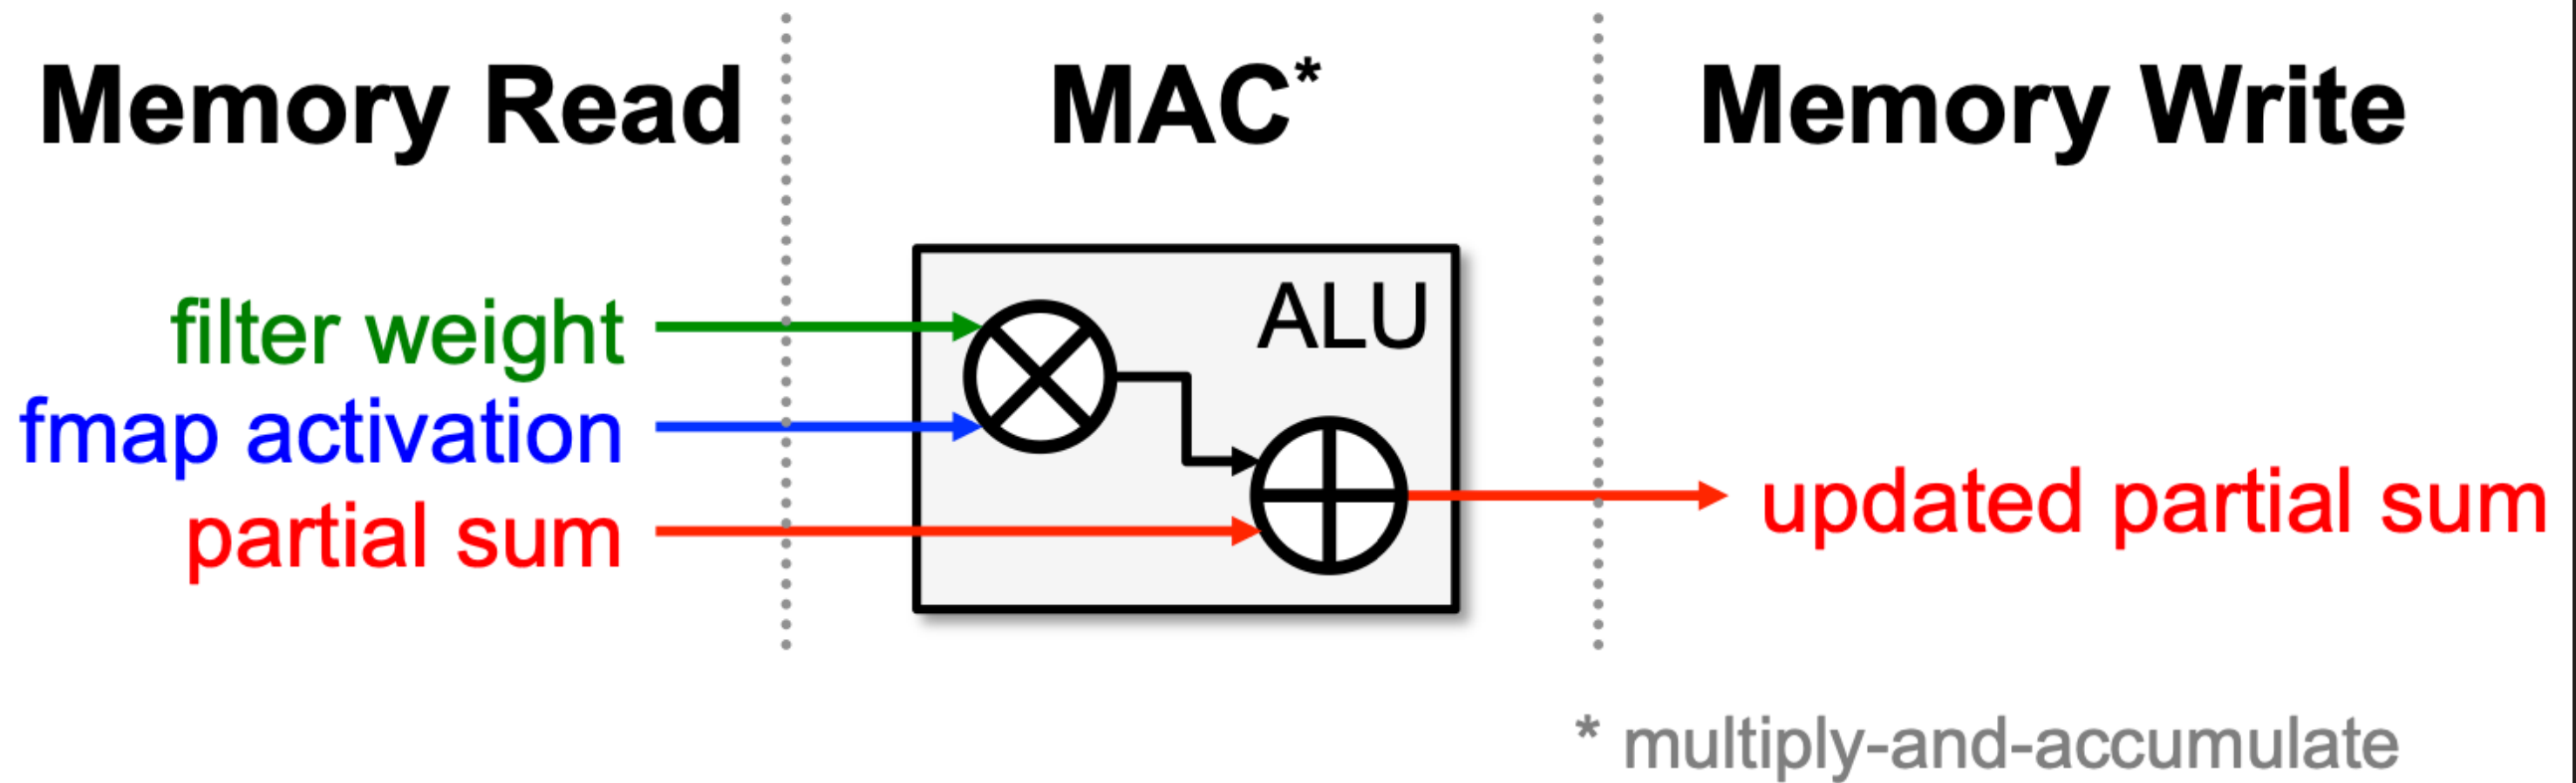 Memory Read
MAC*
Memory Write
ALU
filter weight
fmap activation
partial sum
updated partial sum
* multiply-and-accumulate